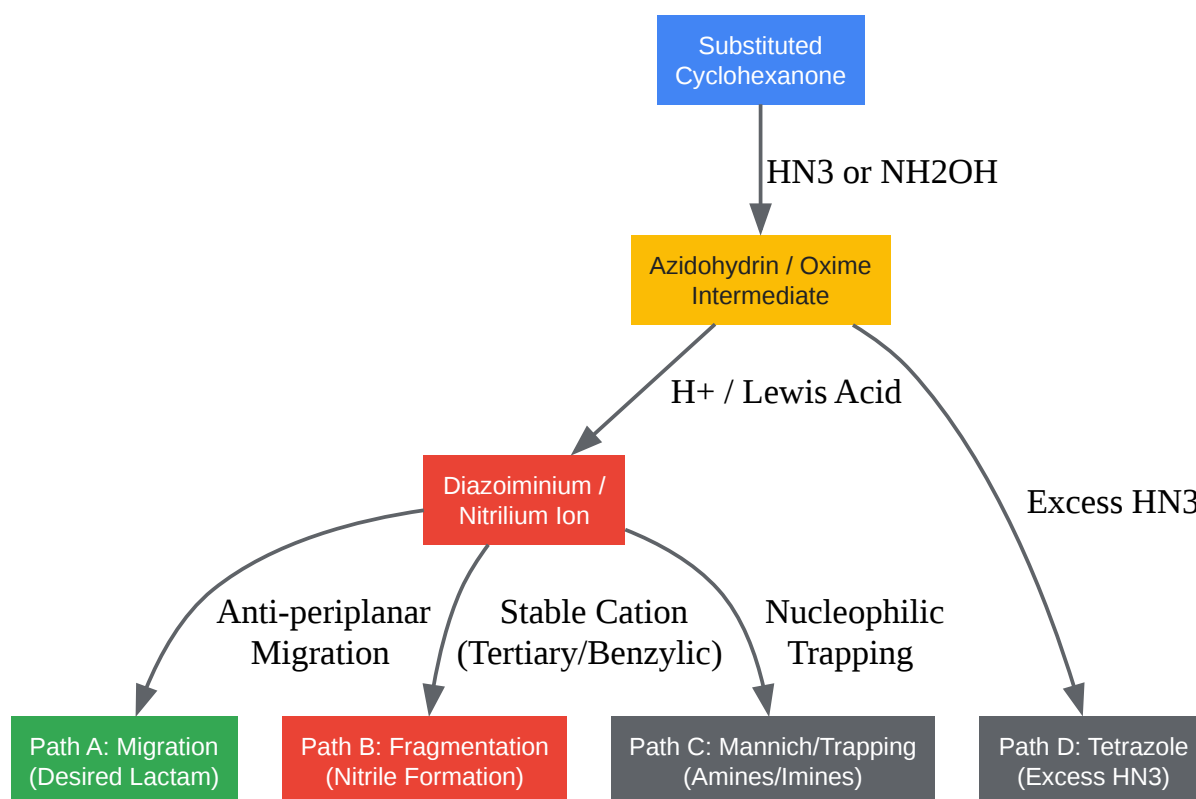 Substituted
Cyclohexanone
HN3 or NH2OH
Azidohydrin / Oxime
Intermediate
H+ / Lewis Acid
Diazoiminium /
Nitrilium Ion
Excess HN3
Anti-periplanar
Migration
Stable Cation
(Tertiary/Benzylic)
Nucleophilic
Trapping
Path A: Migration
(Desired Lactam)
Path B: Fragmentation
(Nitrile Formation)
Path C: Mannich/Trapping
(Amines/Imines)
Path D: Tetrazole
(Excess HN3)